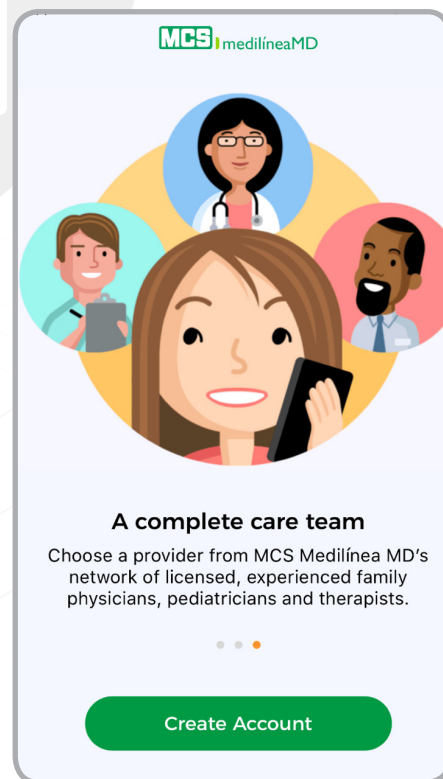 MCS medilíneaMD
A complete care team
Choose a provider from MCS Medilínea MD's
network of licensed, experienced family
physicians, pediatricians and therapists.
Create Account